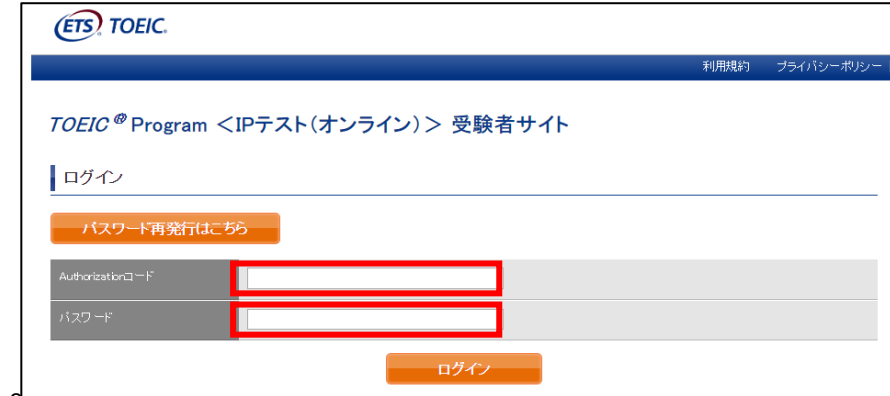 ETS TOEIC.
利用規約 プライバシーポリシー
TOEIC® Program ＜IPテスト（オンライン）＞ 受験者サイト
ログイン
パスワード再発行はこちら
Authorizationコード
パスワード
ログイン